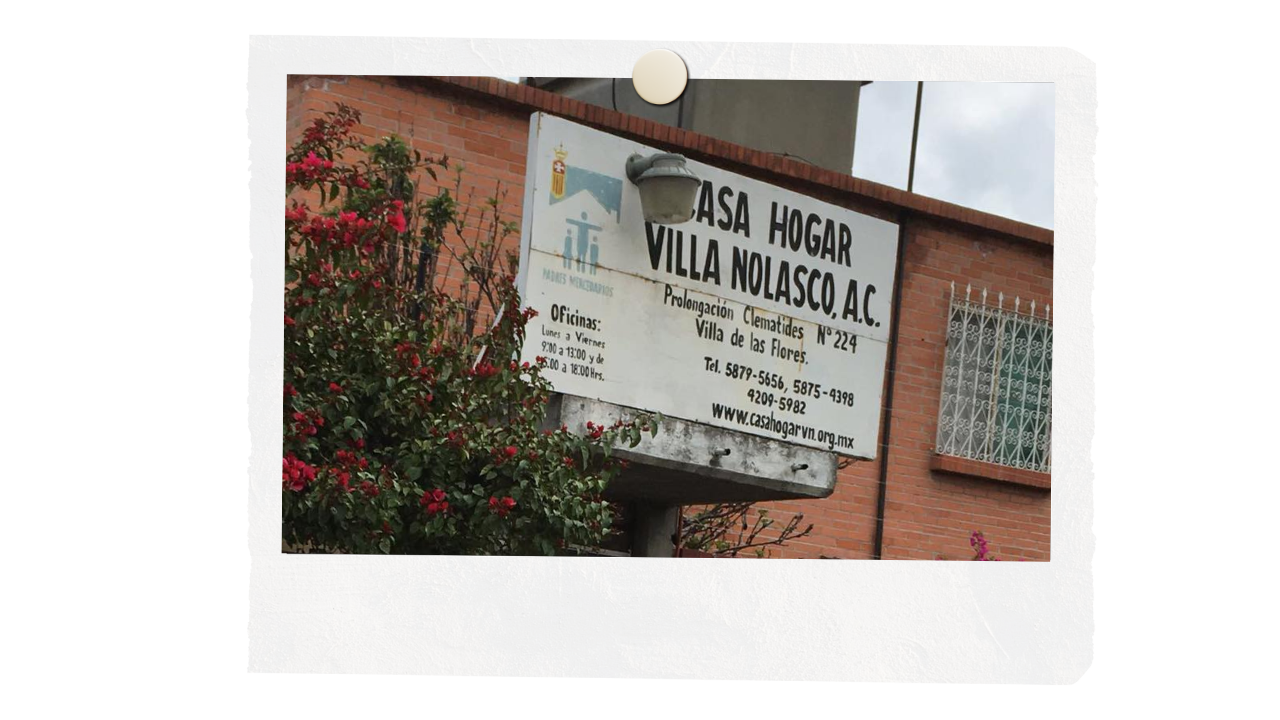 CASA HOGAR
VILLA NOLASCO, A.C.
Prolongación Clematides Nº 224
Villa de las Flores.
Tel. 5879-5656, 5875-4398
4209-5982
www.casahogarvn.org.mx
PADRES MERCEDARIOS
Oficinas:
Lunes a Viernes
9:00 a 13:00 y de
15:00 a 18:00 Hrs.